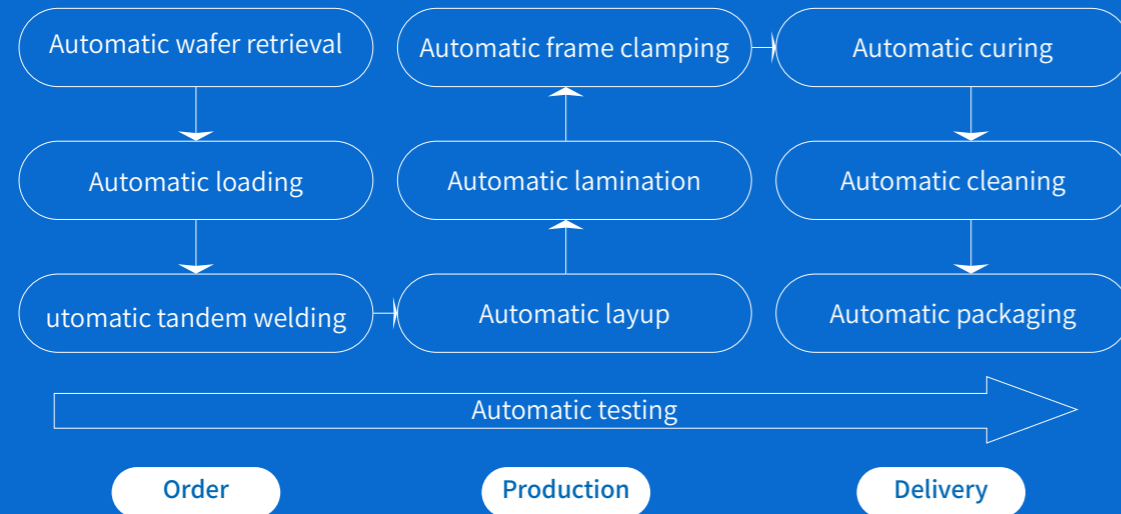 Automatic wafer retrieval
Automatic frame clamping
Automatic curing
Automatic loading
Automatic lamination
Automatic cleaning
utomatic tandem welding
Automatic layup
Automatic packaging
Automatic testing
Order
Production
Delivery